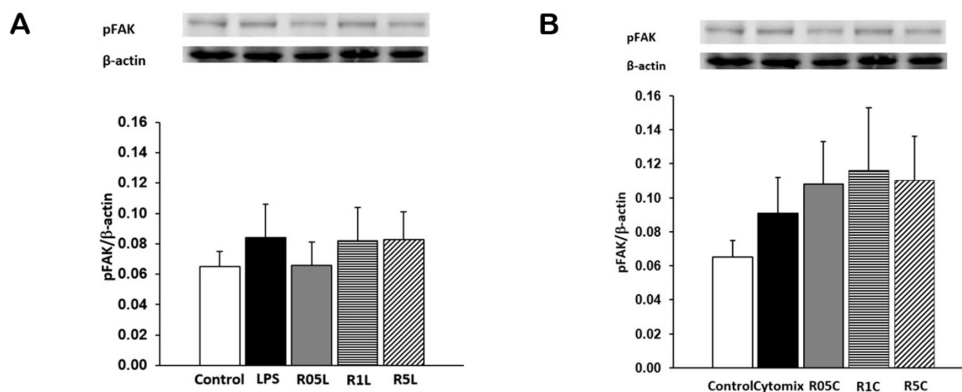 A
pFAK
β-actin
0.16
0.14
0.12
0.10
0.08
0.06
0.04
0.02
0.00
pFAK/β-actin
Control LPS R05L R1L R5L
B
pFAK
β-actin
0.16
0.14
0.12
0.10
0.08
0.06
0.04
0.02
0.00
pFAK/β-actin
Control Cytomix R05C R1C R5C